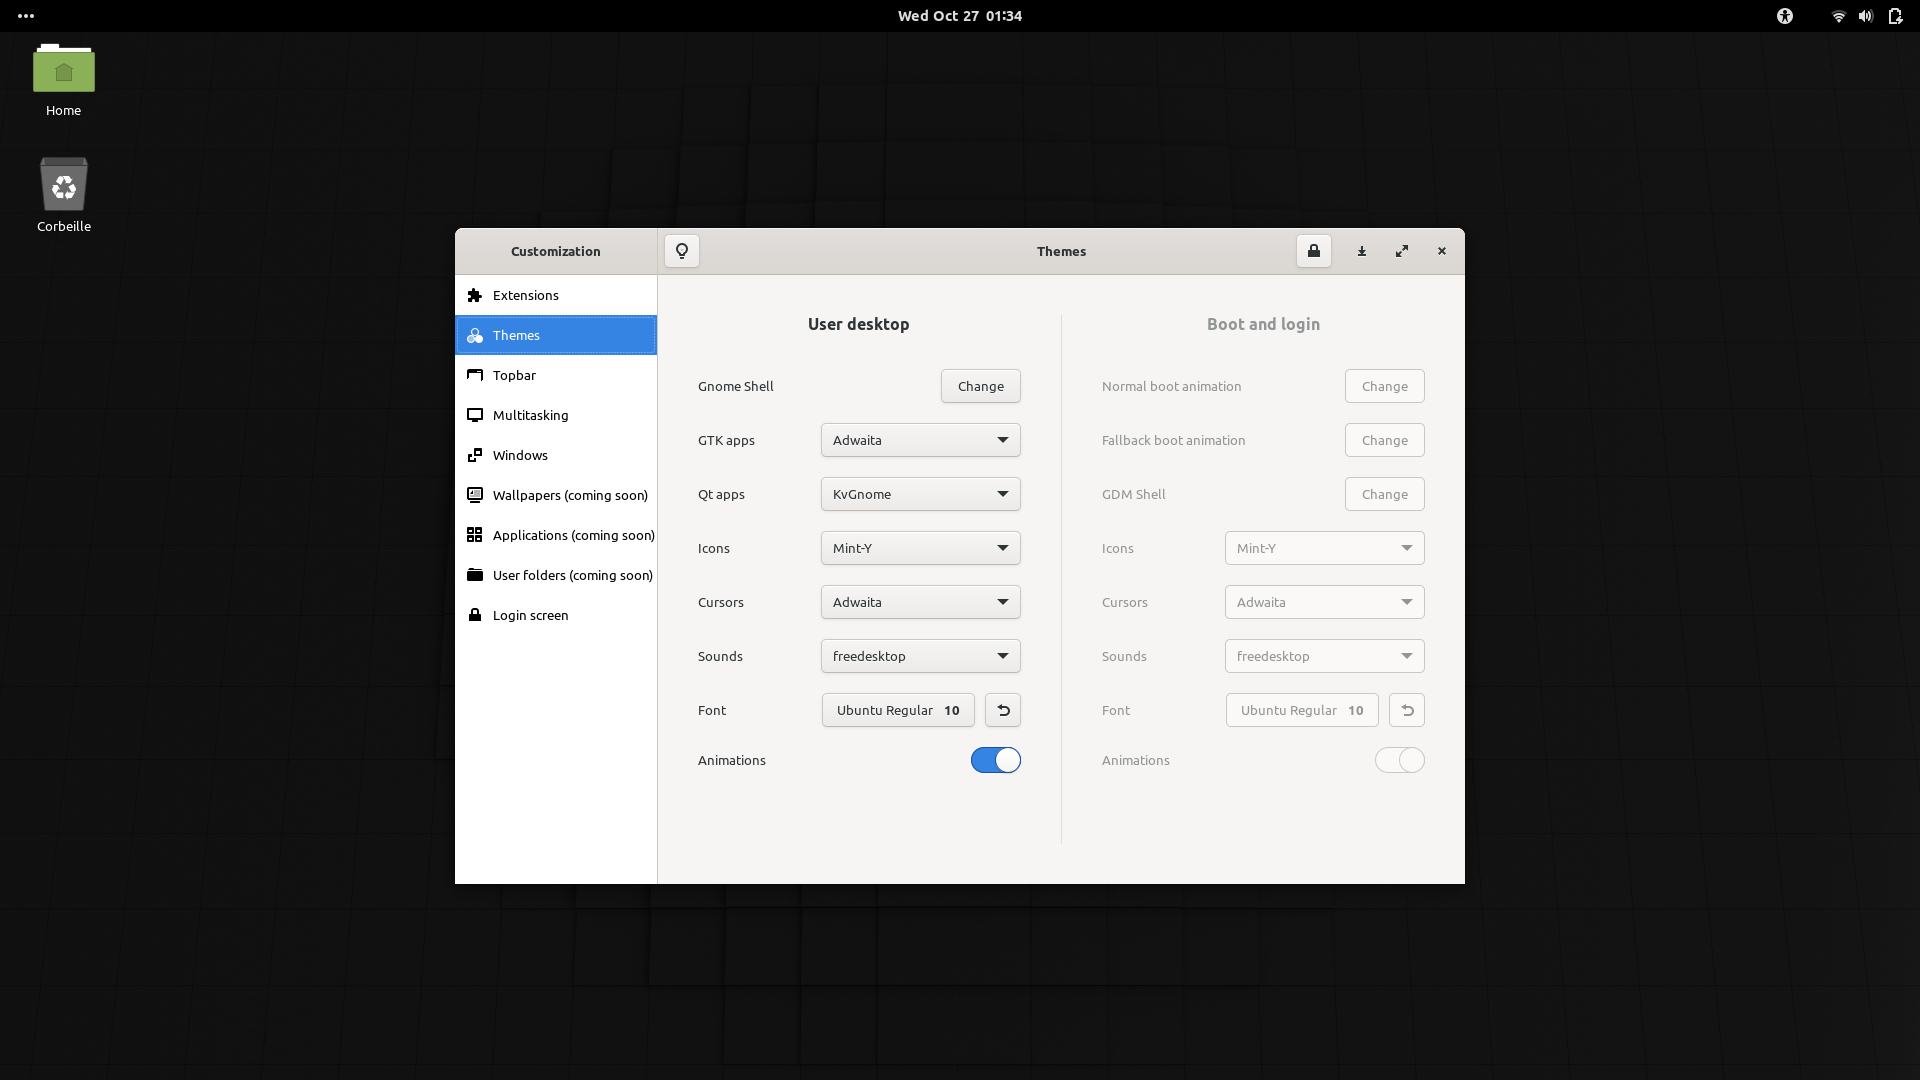 Wed Oct 27 01:34
Home
Corbeille
Customization
Themes
Extensions
Themes
Topbar
Multitasking
Windows
Wallpapers (coming soon)
Applications (coming soon)
User folders (coming soon)
Login screen
User desktop
Gnome Shell Change
GTK apps Adwaita
Qt apps KvGnome
Icons Mint-Y
Cursors Adwaita
Sounds freedesktop
Font Ubuntu Regular 10
Animations
Boot and login
Normal boot animation Change
Fallback boot animation Change
GDM Shell Change
Icons Mint-Y
Cursors Adwaita
Sounds freedesktop
Font Ubuntu Regular 10
Animations